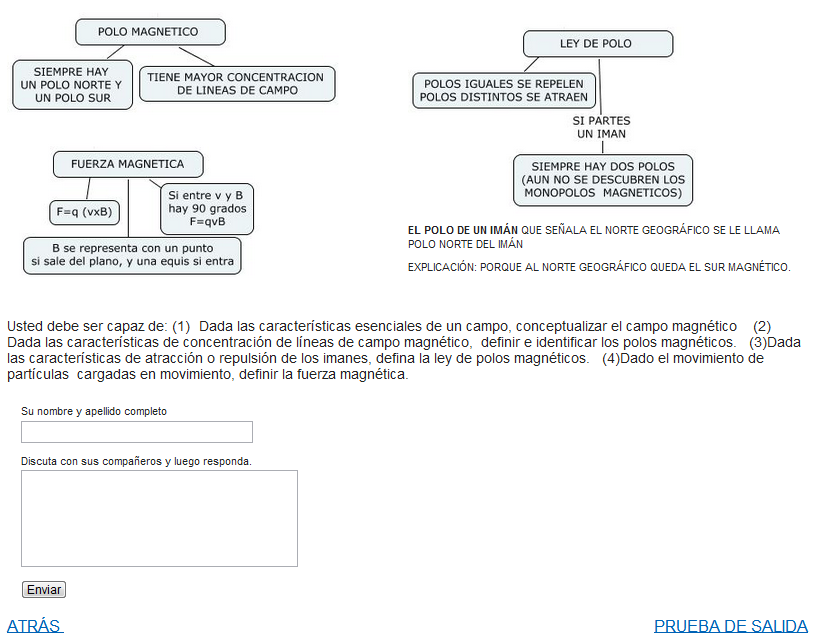 POLO MAGNETICO
SIEMPRE HAY
UN POLO NORTE Y
UN POLO SUR
TIENE MAYOR CONCENTRACION
DE LINEAS DE CAMPO
FUERZA MAGNETICA
F=q (vxB)
Si entre v y B
hay 90 grados
F=qvB
B se representa con un punto
si sale del plano, y una equis si entra
LEY DE POLO
POLOS IGUALES SE REPELEN
POLOS DISTINTOS SE ATRAEN
SI PARTES
UN IMAN
SIEMPRE HAY DOS POLOS
(AUN NO SE DESCUBREN LOS
MONOPOLOS MAGNETICOS)
EL POLO DE UN IMÁN QUE SEÑALA EL NORTE GEOGRÁFICO SE LE LLAMA
POLO NORTE DEL IMÁN
EXPLICACIÓN: PORQUE AL NORTE GEOGRÁFICO QUEDA EL SUR MAGNÉTICO.
Usted debe ser capaz de: (1) Dada las características esenciales de un campo, conceptualizar el campo magnético (2)
Dada las características de concentración de líneas de campo magnético, definir e identificar los polos magnéticos. (3)Dada
las características de atracción o repulsión de los imanes, defina la ley de polos magnéticos. (4)Dado el movimiento de
partículas cargadas en movimiento, definir la fuerza magnética.
Su nombre y apellido completo
Discuta con sus compañeros y luego responda.
Enviar
ATRÁS
PRUEBA DE SALIDA